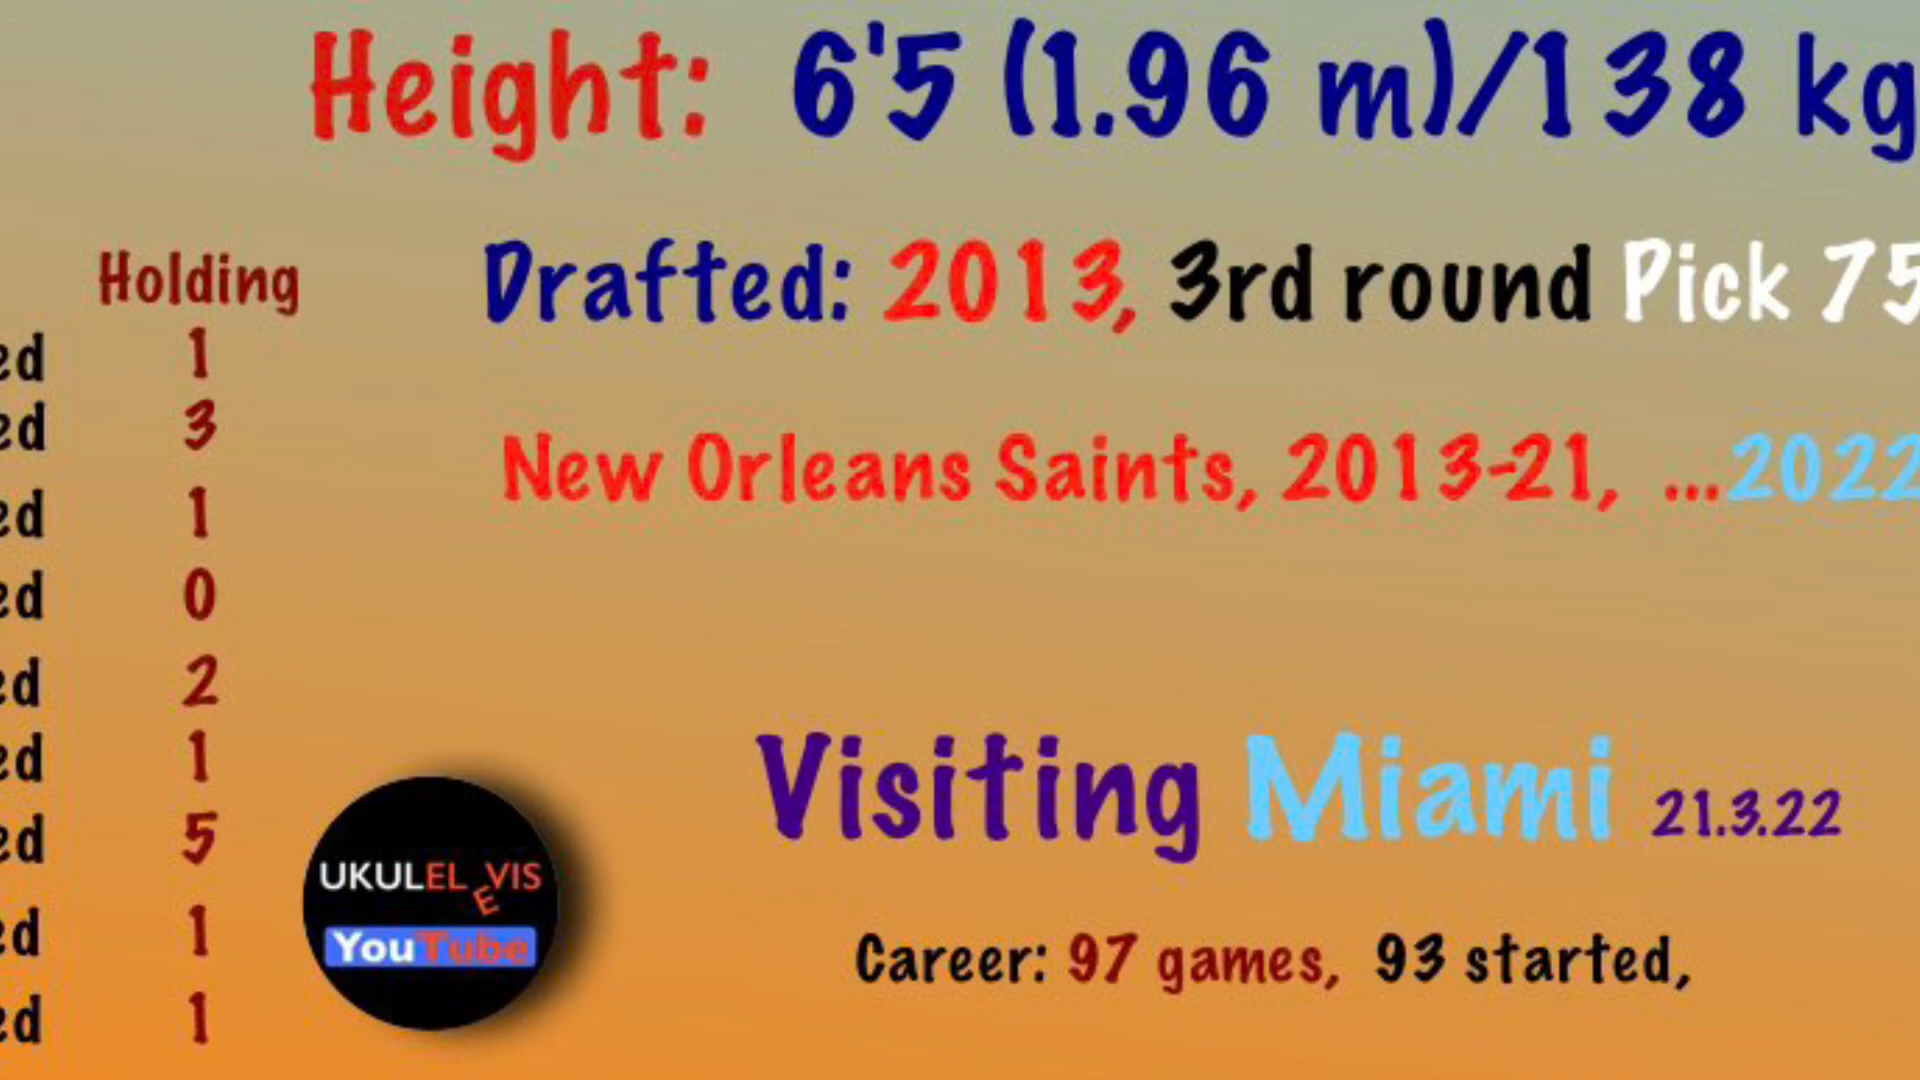 Height: 6'5 (1.96 m)/138 kg
Holding
Drafted: 2013, 3rd round Pick 75
ed 1
ed 3
New Orleans Saints, 2013-21, ...2022
ed 1
ed 0
ed 2
ed 1
Visiting Miami 21.3.22
ed 5
UKULELEVIS
YouTube
ed 1
Career: 97 games, 93 started,
ed 1